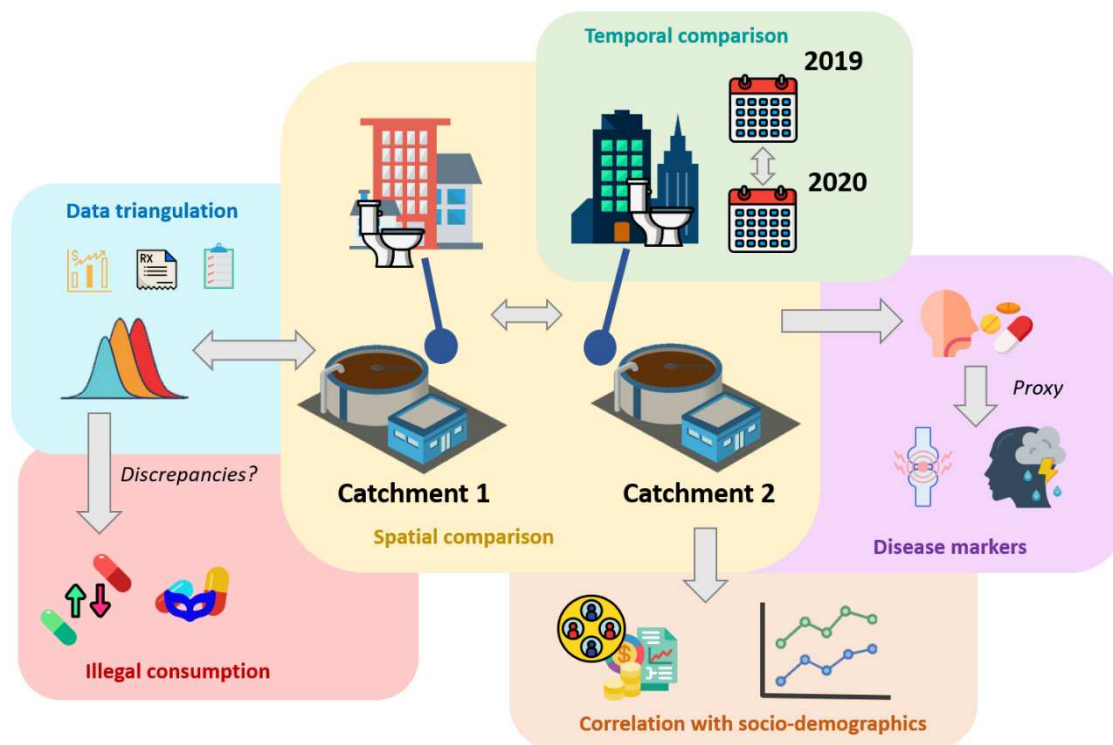 Temporal comparison
2019
2020
Data triangulation
RX
Discrepancies?
Catchment 1
Catchment 2
Spatial comparison
Proxy
Disease markers
Illegal consumption
Correlation with socio-demographics